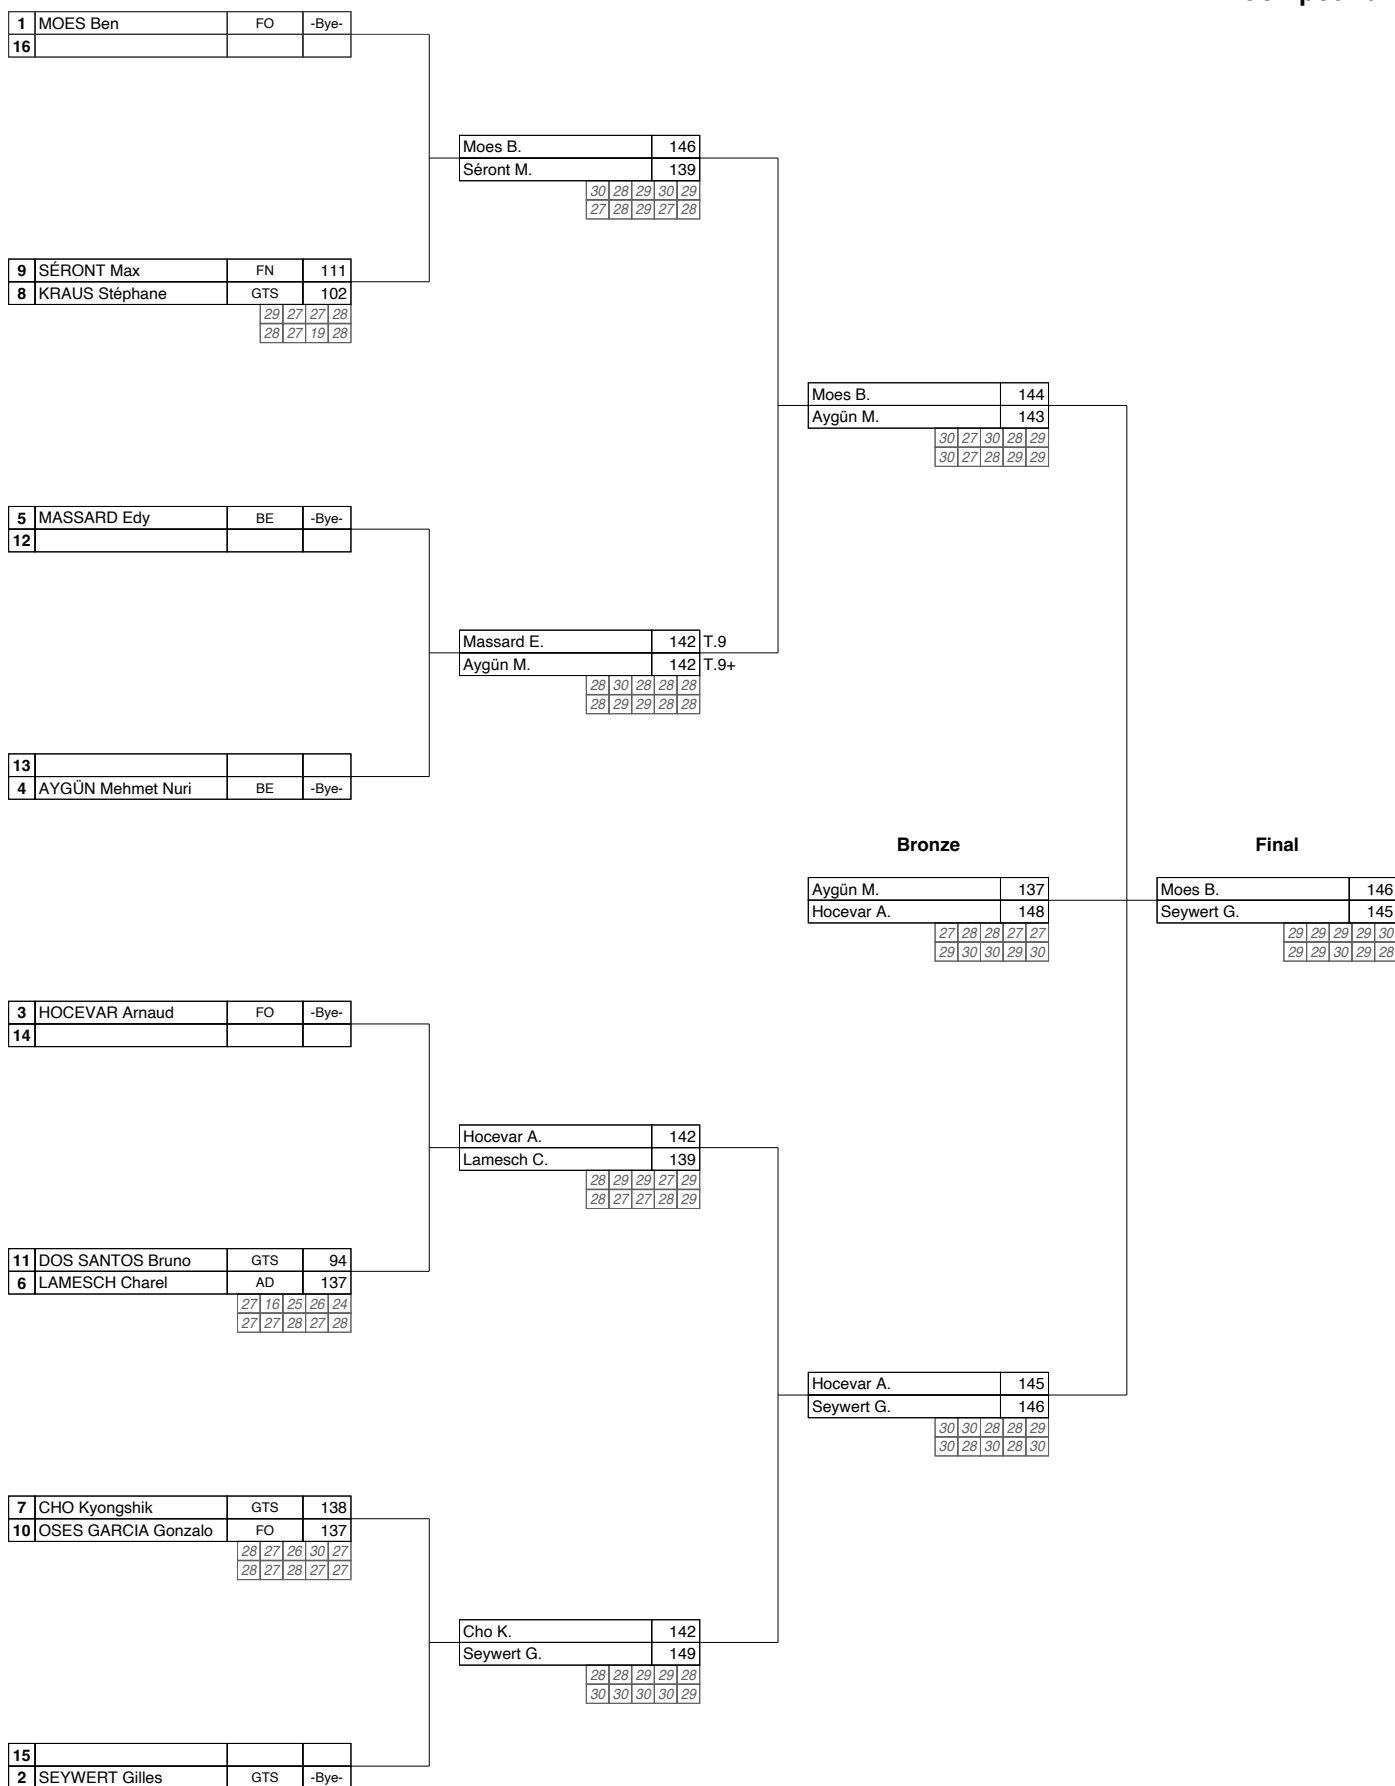 1 MOES Ben FO -Bye-
16
Moes B. 146
Séront M. 139
30 28 29 30 29
27 28 29 27 28
9 SÉRONT Max FN 111
8 KRAUS Stéphane GTS 102
29 27 27 28
28 27 19 28
Moes B. 144
Aygün M. 143
30 27 30 28 29
30 27 28 29 29
5 MASSARD Edy BE -Bye-
12
Massard E. 142 T.9
Aygün M. 142 T.9+
28 30 28 28 28
28 29 29 28 28
13
4 AYGÜN Mehmet Nuri BE -Bye-
Bronze
Aygün M. 137
Hocevar A. 148
27 28 28 27 27
29 30 30 29 30
Final
Moes B. 146
Seywert G. 145
29 29 29 29 30
29 29 30 29 28
3 HOCEVAR Arnaud FO -Bye-
14
Hocevar A. 142
Lamesch C. 139
28 29 29 27 29
28 27 27 28 29
11 DOS SANTOS Bruno GTS 94
6 LAMESCH Charel AD 137
27 16 25 26 24
27 27 28 27 28
Hocevar A. 145
Seywert G. 146
30 30 28 28 29
30 28 30 28 30
7 CHO Kyongshik GTS 138
10 OSES GARCIA Gonzalo FO 137
28 27 26 30 27
28 27 28 27 27
Cho K. 142
Seywert G. 149
28 28 29 29 28
30 30 30 30 29
15
2 SEYWERT Gilles GTS -Bye-